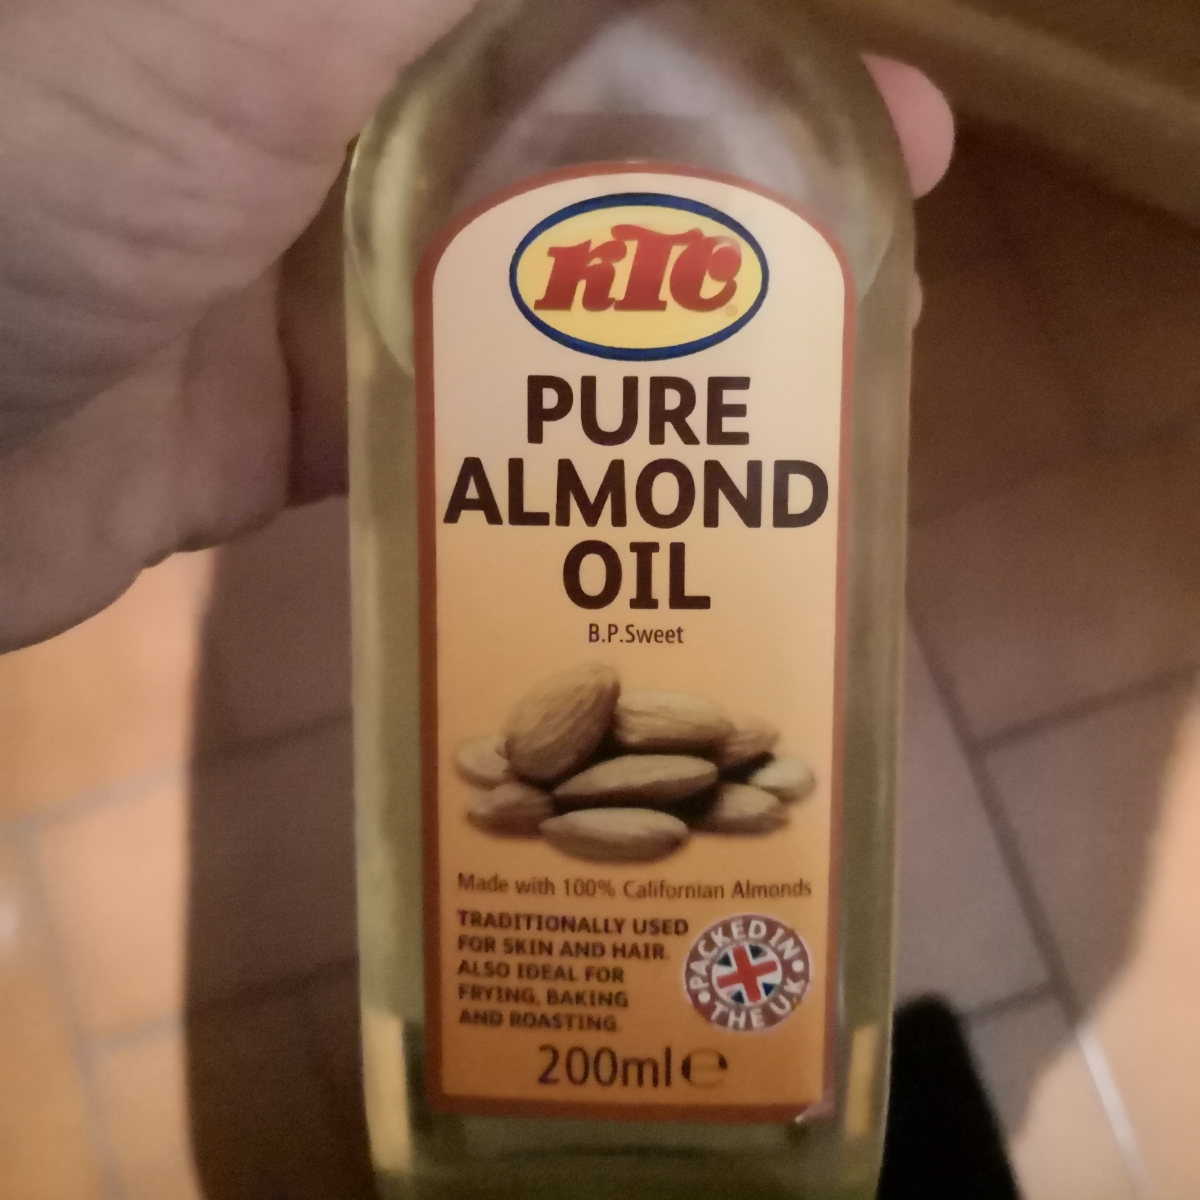 KTC
PURE
ALMOND
OIL
B.P.Sweet
Made with 100% Californian Almonds
TRADITIONALLY USED
FOR SKIN AND HAIR.
ALSO IDEAL FOR
FRYING, BAKING
AND ROASTING
PACKED IN
THE U.K
200ml e